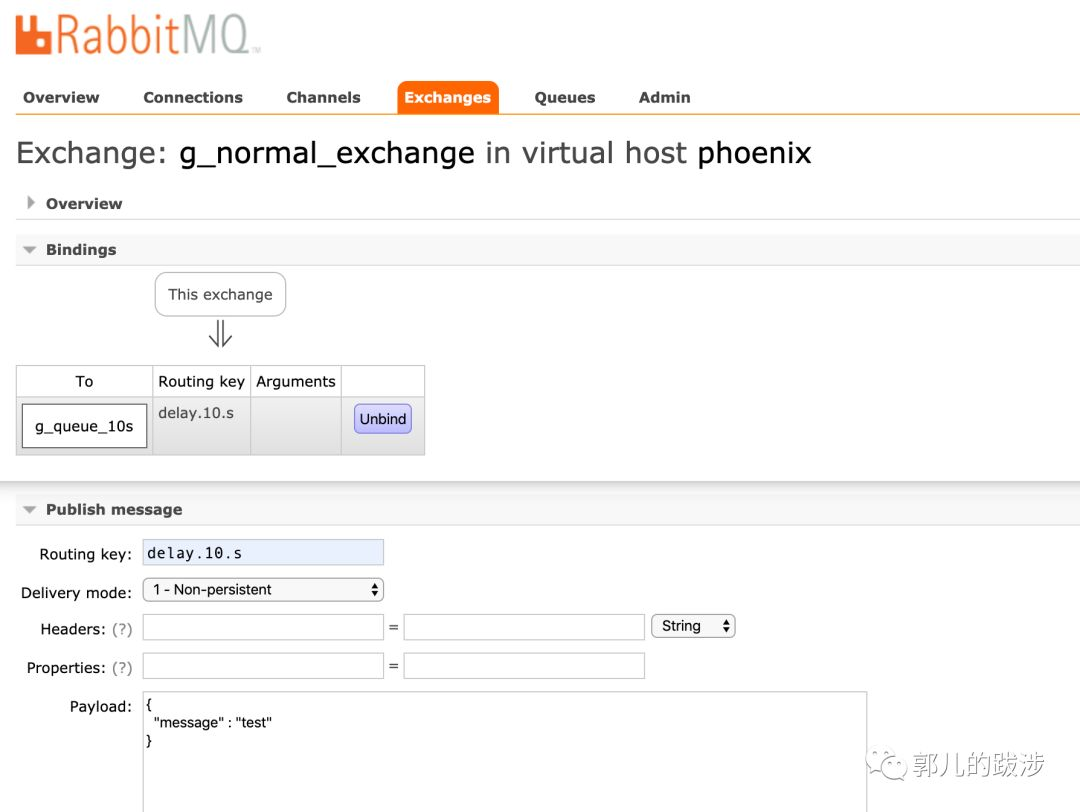 RabbitMQ™
Overview Connections Channels Exchanges Queues Admin
Exchange: g_normal_exchange in virtual host phoenix
Overview
Bindings
This exchange
To Routing key Arguments
g_queue_10s delay.10.s Unbind
Publish message
Routing key: delay.10.s
Delivery mode: 1 - Non-persistent
Headers: (?) = String
Properties: (?) =
Payload: {
"message" : "test"
}
郭儿的跋涉